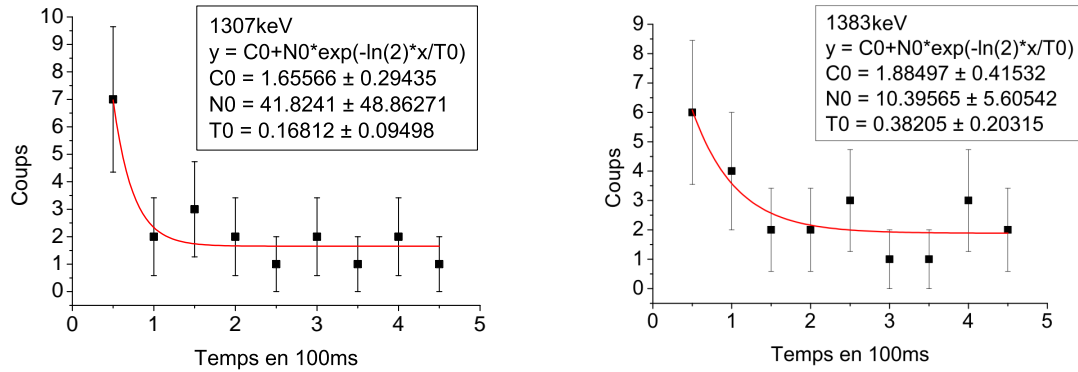 1307keV
y = C0+N0*exp(-ln(2)*x/T0)
C0 = 1.65566 ± 0.29435
N0 = 41.8241 ± 48.86271
T0 = 0.16812 ± 0.09498
10
9
8
7
6
5
4
3
2
1
0
Coups
0 1 2 3 4 5
Temps en 100ms
1383keV
y = C0+N0*exp(-ln(2)*x/T0)
C0 = 1.88497 ± 0.41532
N0 = 10.39565 ± 5.60542
T0 = 0.38205 ± 0.20315
9
8
7
6
5
4
3
2
1
0
Coups
0 1 2 3 4 5
Temps en 100ms